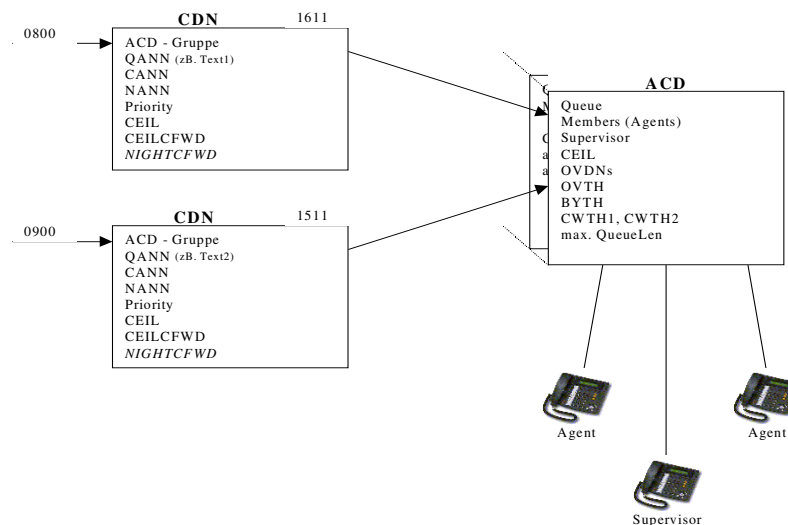 CDN 1611
0800
ACD - Gruppe
QANN (zB. Text1)
CANN
NANN
Priority
CEIL
CEILCFWD
NIGHTCFWD
CDN 1511
0900
ACD - Gruppe
QANN (zB. Text2)
CANN
NANN
Priority
CEIL
CEILCFWD
NIGHTCFWD
ACD
Queue
Members (Agents)
Supervisor
CEIL
OVDNs
OVTH
BYTH
CWTH1, CWTH2
max. QueueLen
Agent
Agent
Supervisor